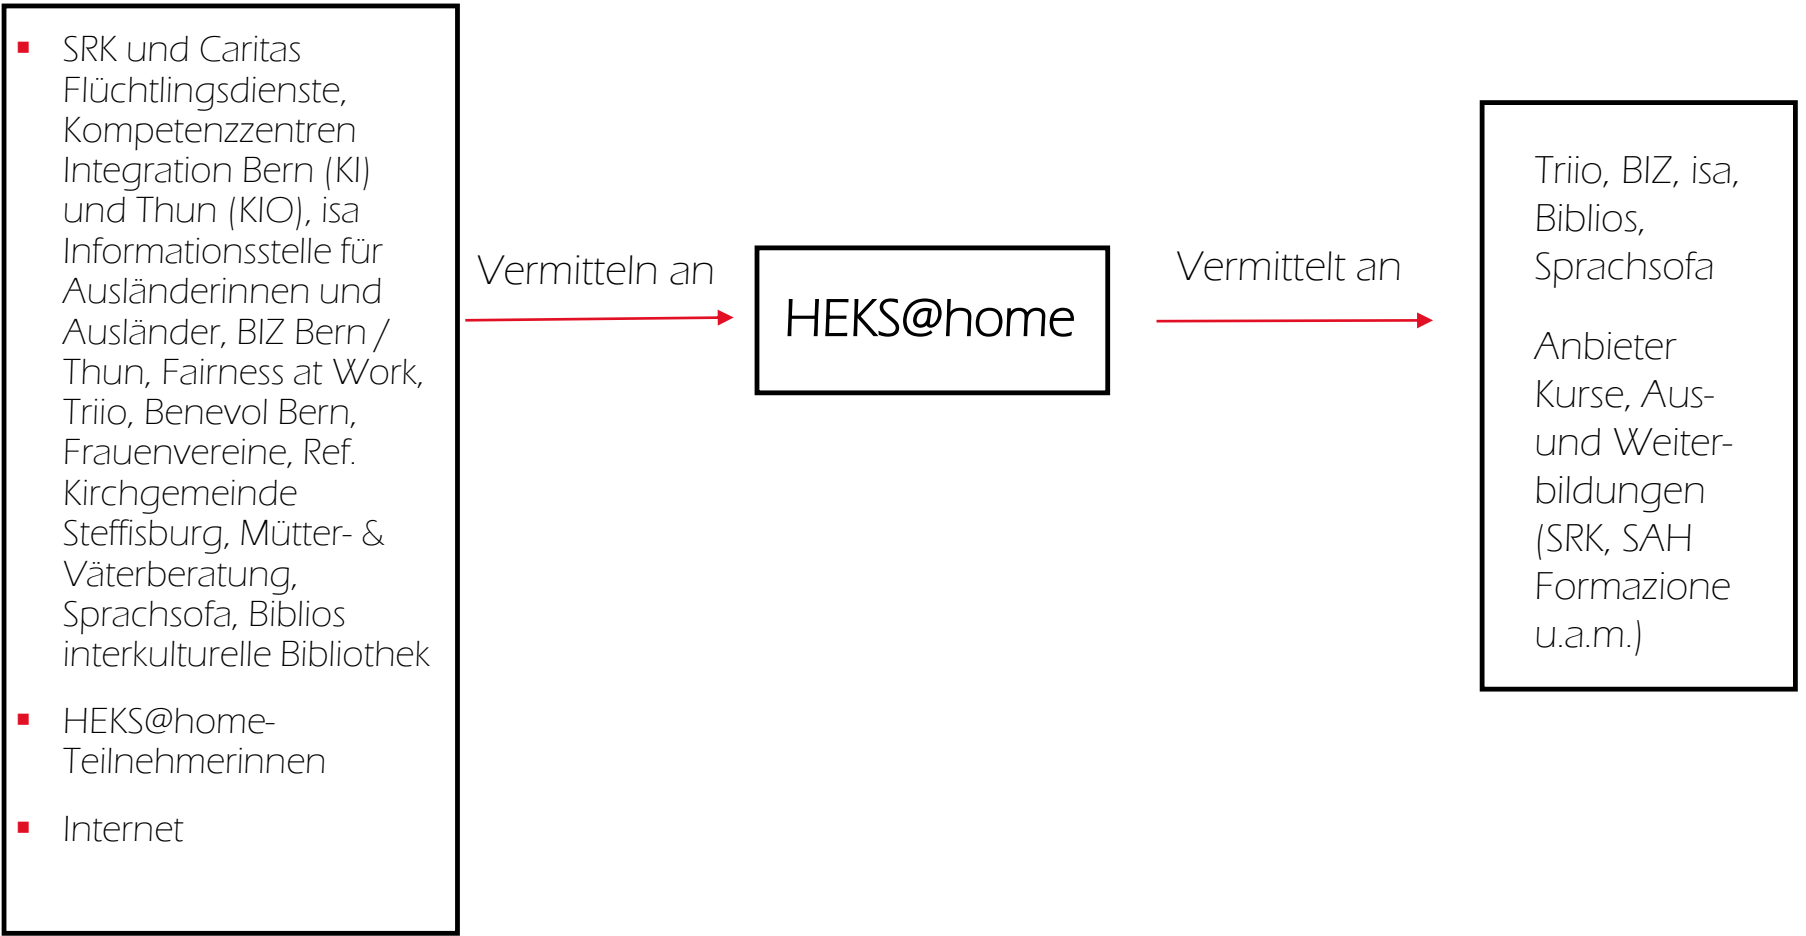 ▪ SRK und Caritas
Flüchtlingsdienste,
Kompetenzzentren
Integration Bern (KI)
und Thun (KIO), isa
Informationsstelle für
Ausländerinnen und
Ausländer, BIZ Bern /
Thun, Fairness at Work,
Triio, Benevol Bern,
Frauenvereine, Ref.
Kirchgemeinde
Steffisburg, Mütter- &
Väterberatung,
Sprachsofa, Biblios
interkulturelle Bibliothek
▪ HEKS@home-
Teilnehmerinnen
▪ Internet
Vermitteln an
HEKS@home
Vermittelt an
Triio, BIZ, isa,
Biblios,
Sprachsofa
Anbieter
Kurse, Aus-
und Weiter-
bildungen
(SRK, SAH
Formazione
u.a.m.)